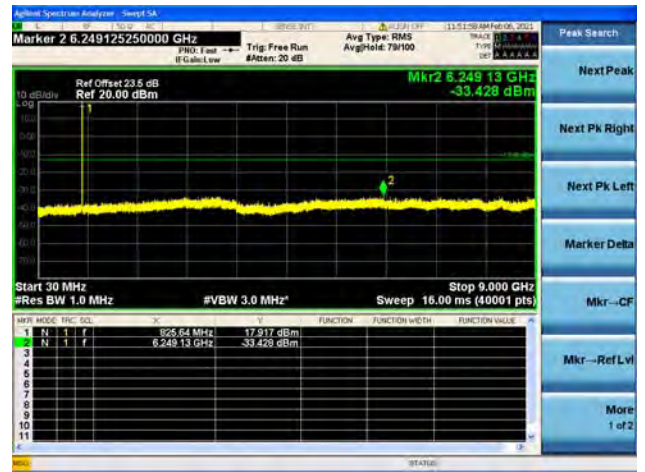 Agilent Spectrum Analyzer - Swept SA
11:51:59 AM Feb 06, 2021
Marker 2 6.249125250000 GHz
Avg Type: RMS
TRACE
PNO: Fast
Trig: Free Run
Avg|Hold: 79/100
TYPE
IFGain:Low
#Atten: 20 dB
DET
Peak Search
Mkr2 6.249 13 GHz
Ref Offset 23.5 dB
10 dB/div Ref 20.00 dBm
-33.428 dBm
Log
1
2
Start 30 MHz
Stop 9.000 GHz
#Res BW 1.0 MHz
#VBW 3.0 MHz*
Sweep 16.00 ms (40001 pts)
MKR MODE TRC SCL X Y FUNCTION FUNCTION WIDTH FUNCTION VALUE
1 N 1 f 825.64 MHz 17.917 dBm
2 N 1 f 6.249 13 GHz -33.428 dBm
3
4
5
6
7
8
9
10
11
MSG
STATUS
Next Peak
Next Pk Right
Next Pk Left
Marker Delta
Mkr→CF
Mkr→Ref Lvl
More
1 of 2